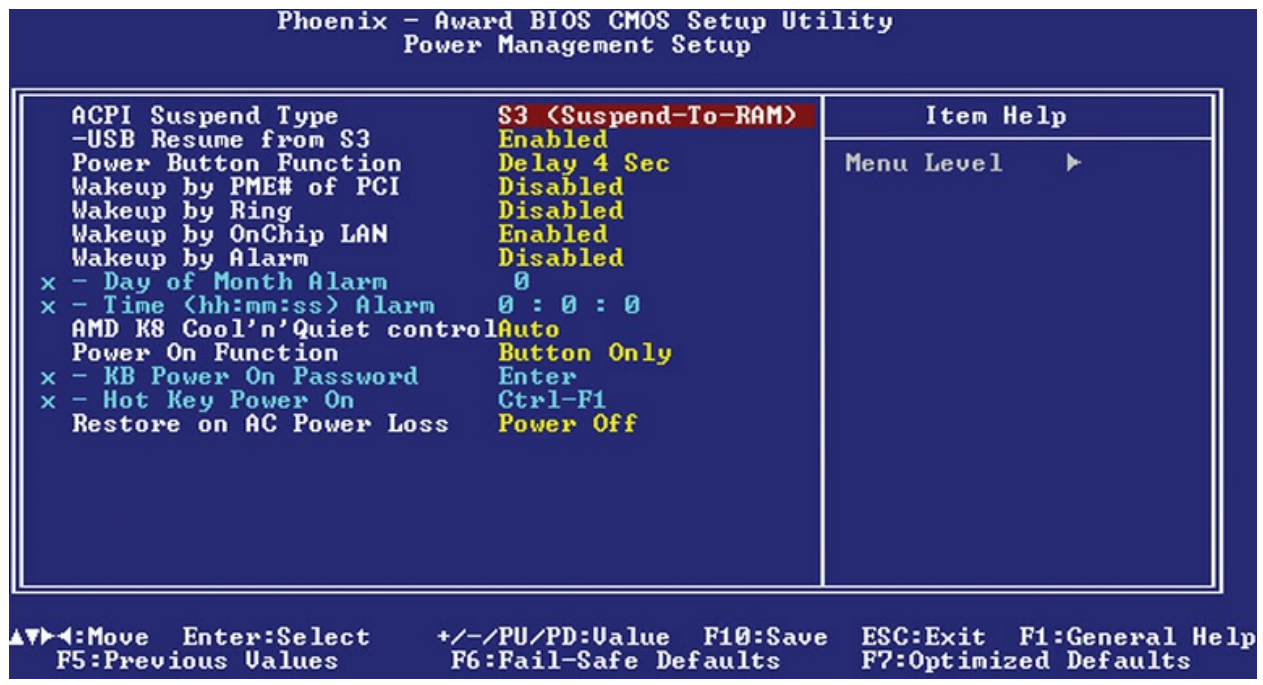 Phoenix - Award BIOS CMOS Setup Utility
Power Management Setup
ACPI Suspend Type S3 (Suspend-To-RAM)
-USB Resume from S3 Enabled
Power Button Function Delay 4 Sec
Wakeup by PME# of PCI Disabled
Wakeup by Ring Disabled
Wakeup by OnChip LAN Enabled
Wakeup by Alarm Disabled
x - Day of Month Alarm 0
x - Time (hh:mm:ss) Alarm 0 : 0 : 0
AMD K8 Cool'n'Quiet controlAuto
Power On Function Button Only
x - KB Power On Password Enter
x - Hot Key Power On Ctrl-F1
Restore on AC Power Loss Power Off
Item Help
Menu Level ►
▲▼►◄:Move Enter:Select +/-/PU/PD:Value F10:Save ESC:Exit F1:General Help
F5:Previous Values F6:Fail-Safe Defaults F7:Optimized Defaults